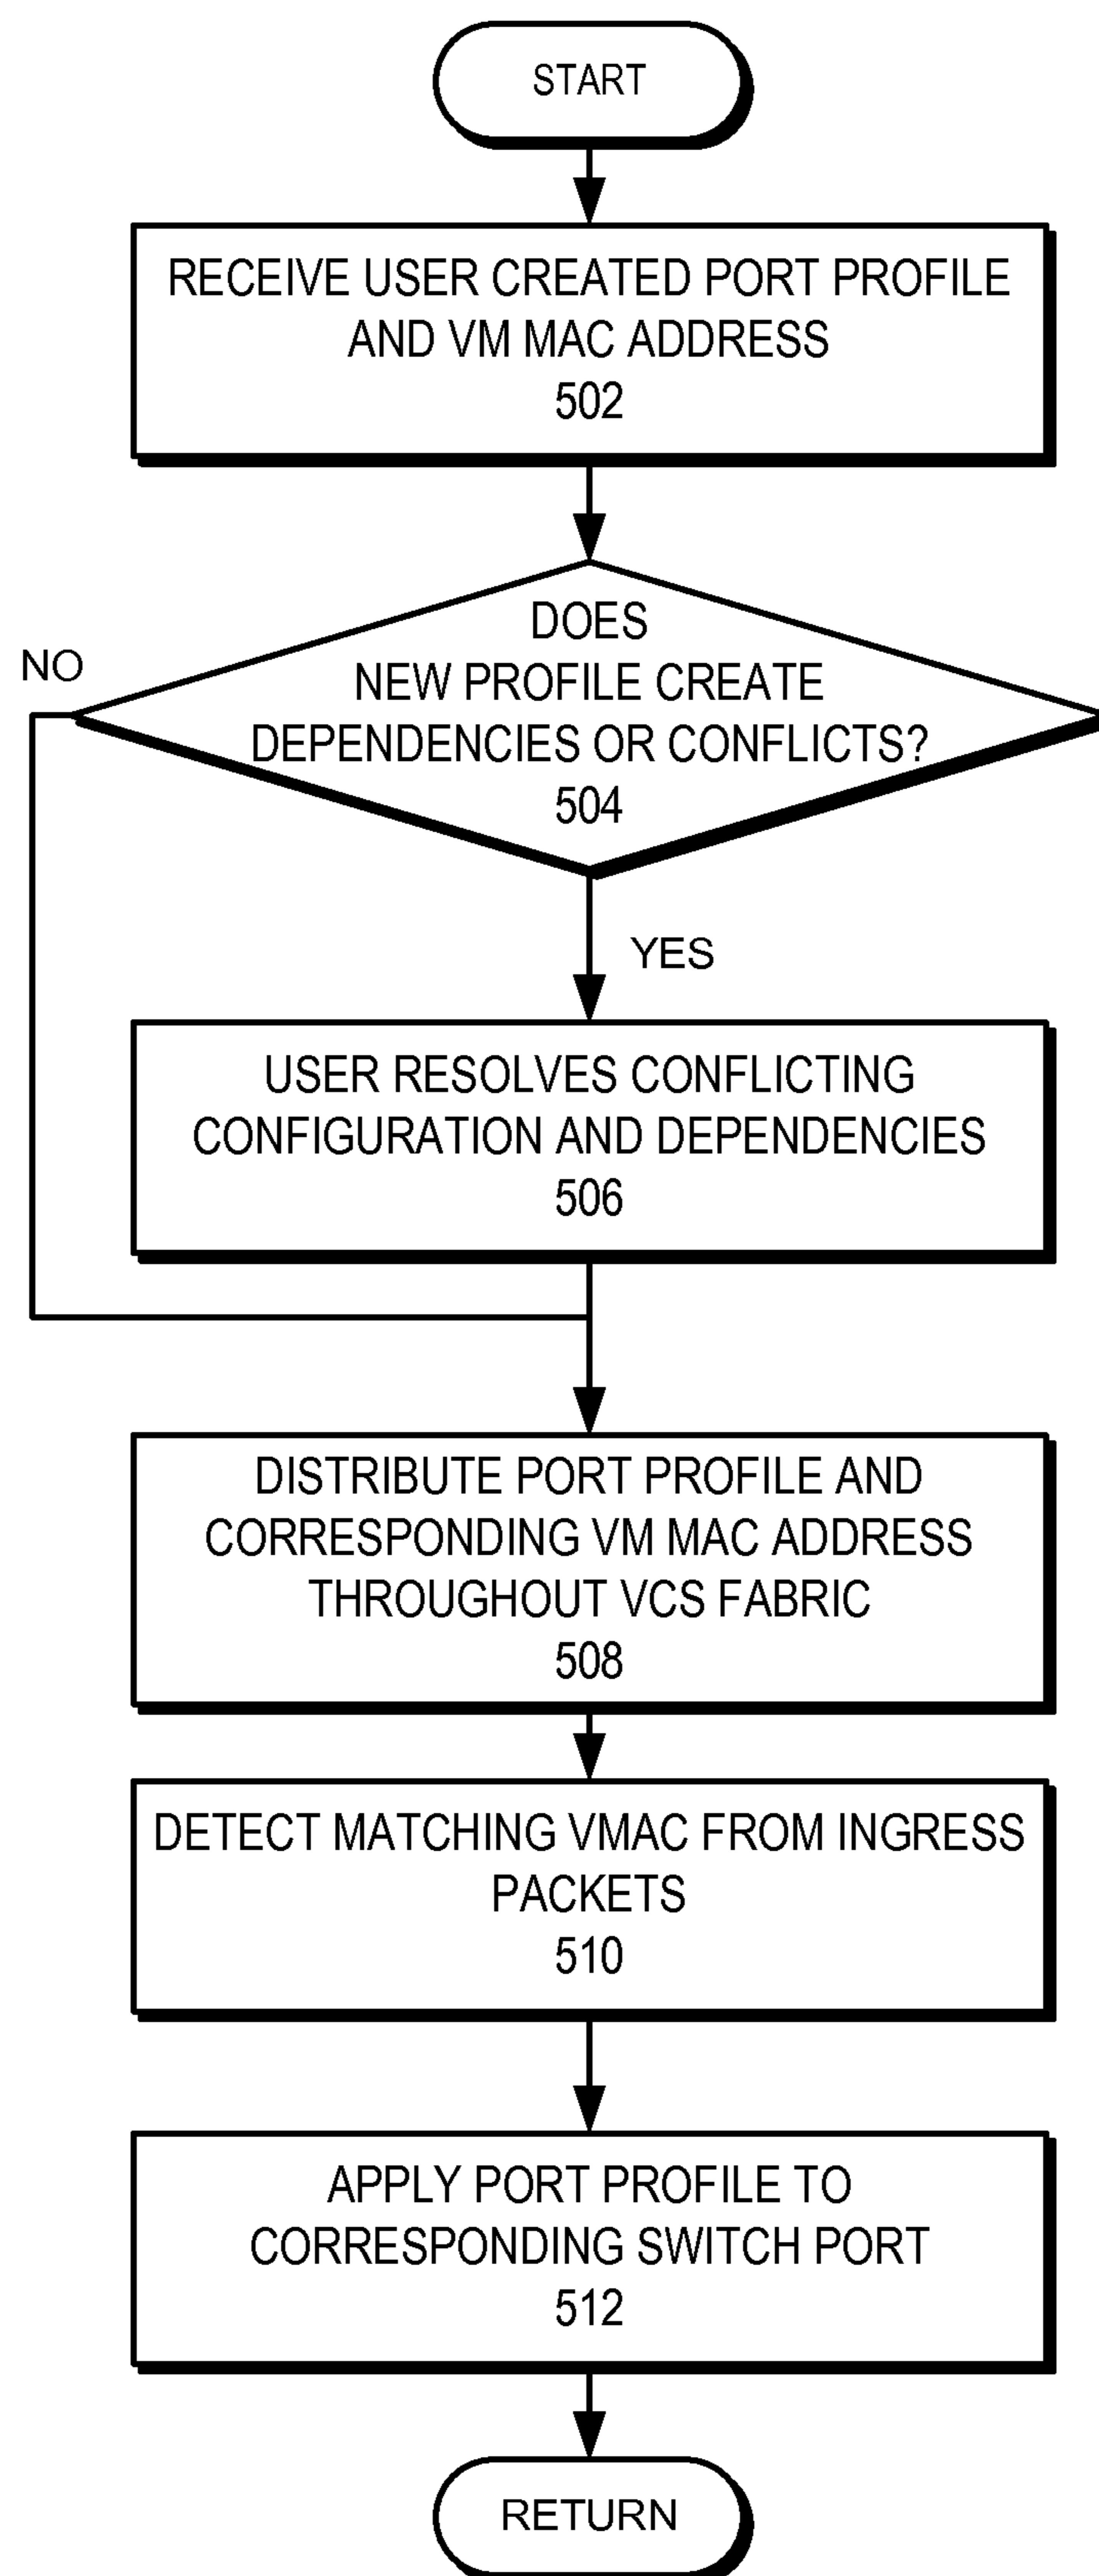 START
RECEIVE USER CREATED PORT PROFILE
AND VM MAC ADDRESS
502
DOES
NEW PROFILE CREATE
DEPENDENCIES OR CONFLICTS?
504
NO
YES
USER RESOLVES CONFLICTING
CONFIGURATION AND DEPENDENCIES
506
DISTRIBUTE PORT PROFILE AND
CORRESPONDING VM MAC ADDRESS
THROUGHOUT VCS FABRIC
508
DETECT MATCHING VMAC FROM INGRESS
PACKETS
510
APPLY PORT PROFILE TO
CORRESPONDING SWITCH PORT
512
RETURN